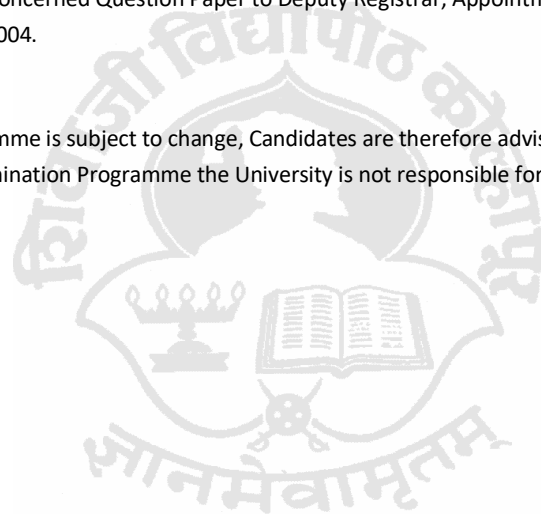 oncerned Question Paper to Deputy Registrar, Appointm
004.
mme is subject to change, Candidates are therefore advis
ination Programme the University is not responsible for
शिवाजी विद्यापीठ कोल्हापूर
ज्ञानमेवामृतम्